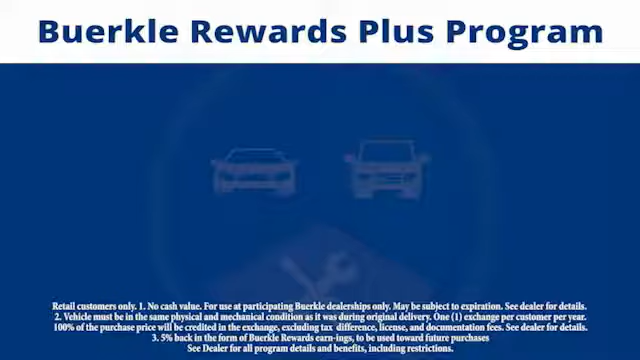 Buerkle Rewards Plus Program
Retail customers only. 1. No cash value. For use at participating Buerkle dealerships only. May be subject to expiration. See dealer for details.
2. Vehicle must be in the same physical and mechanical condition as it was during original delivery. One (1) exchange per customer per year.
100% of the purchase price will be credited in the exchange, excluding tax difference, license, and documentation fees. See dealer for details.
3. 5% back in the form of Buerkle Rewards earn-ings, to be used toward future purchases
See Dealer for all program details and benefits, including restrictions.